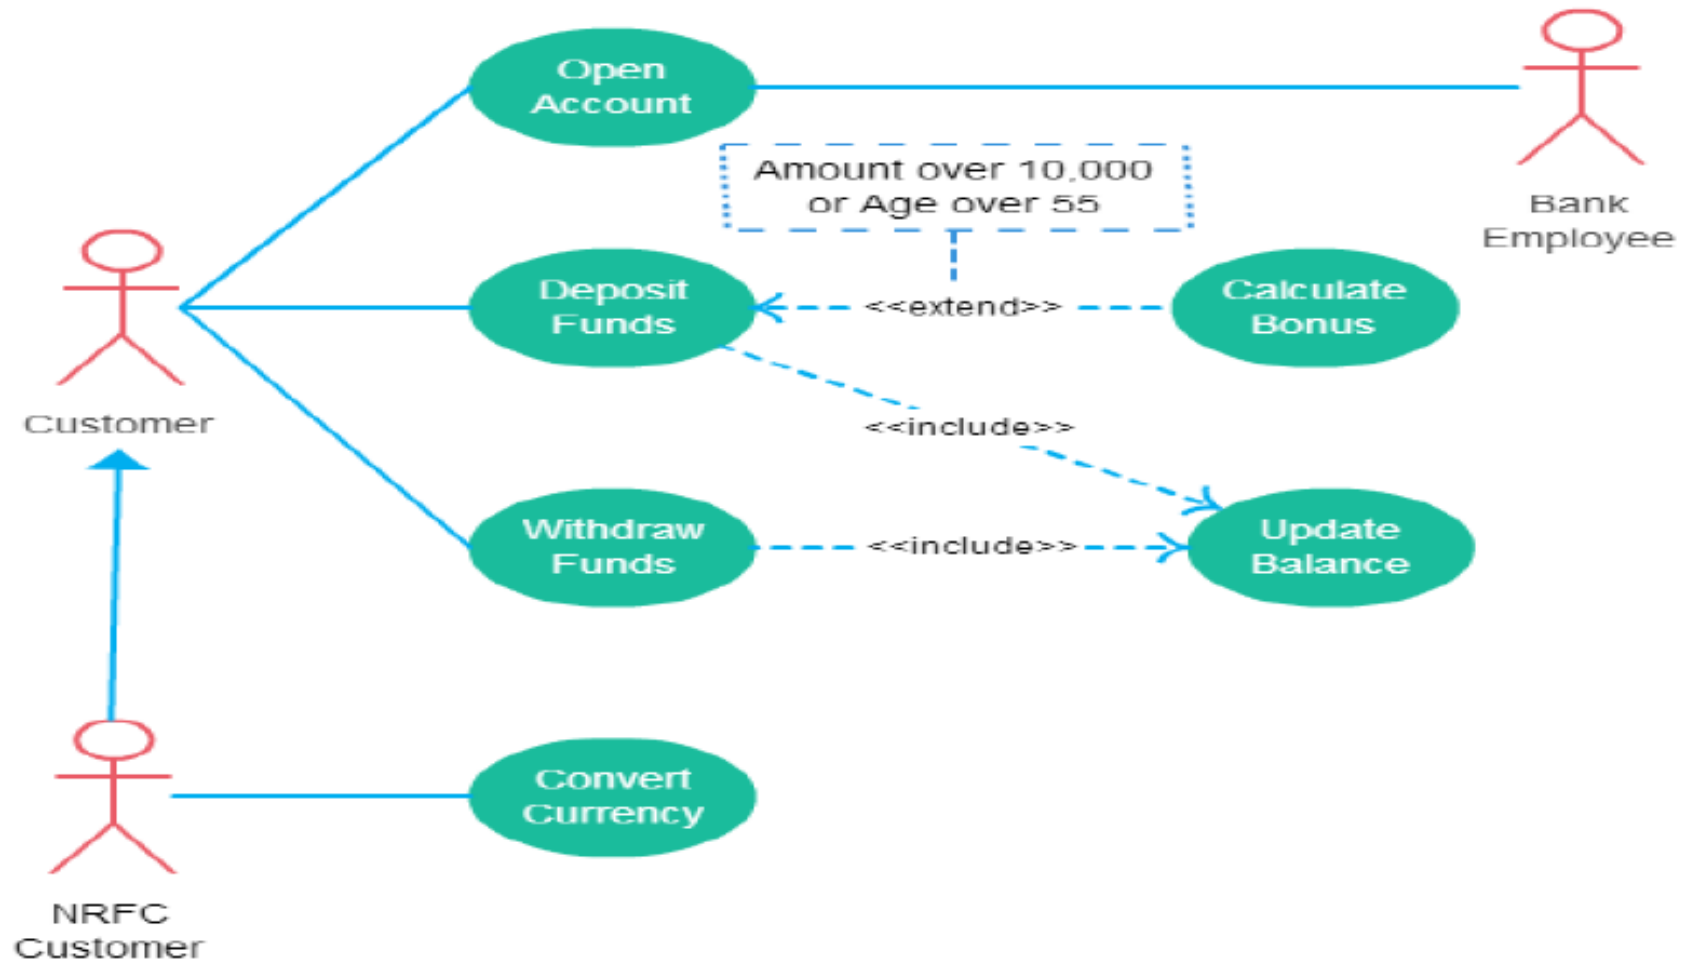 Open
Account
Amount over 10,000
or Age over 55
Bank
Employee
Deposit
Funds
<<extend>>
Calculate
Bonus
Customer
<<include>>
Withdraw
Funds
<<include>>
Update
Balance
Convert
Currency
NRFC
Customer